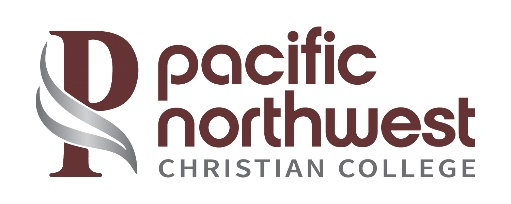 P
pacific
northwest
CHRISTIAN COLLEGE